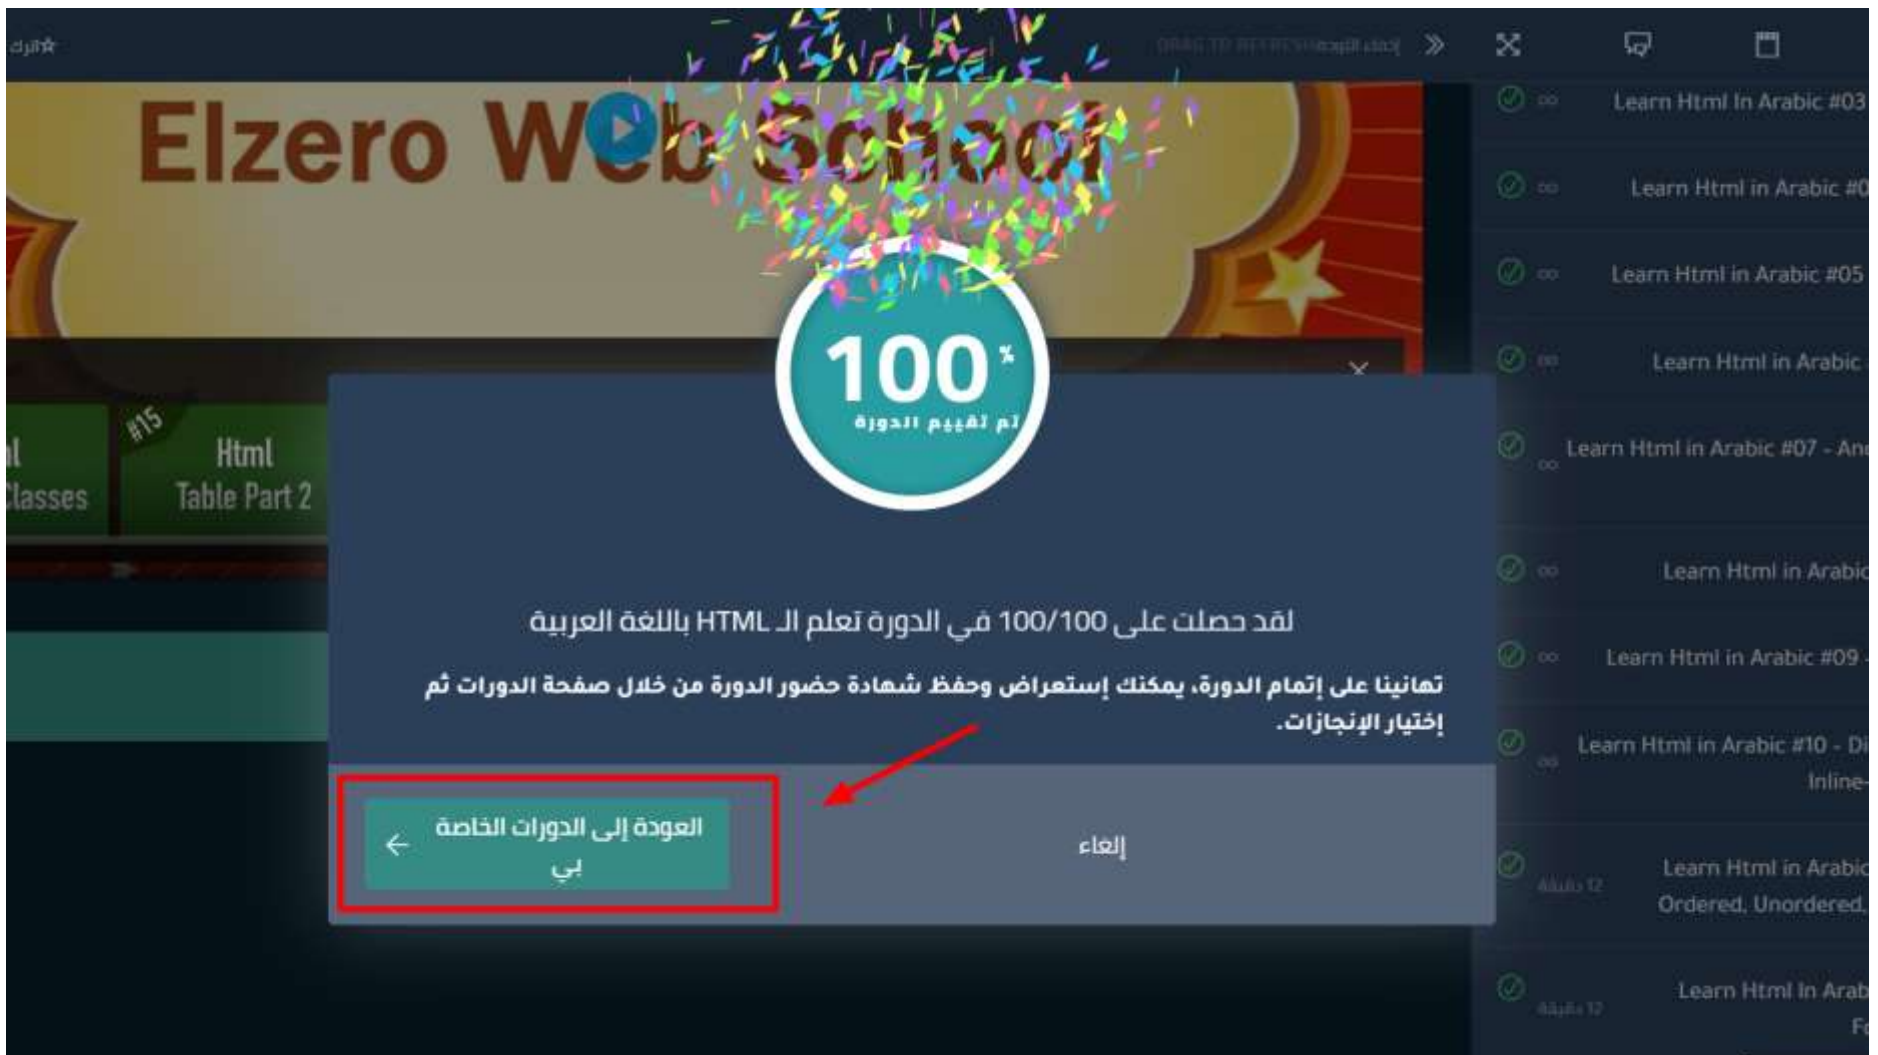 Elzero Web School
100%
تم تقييم الدورة
#15
Html
Table Part 2
Classes
لقد حصلت على 100/100 في الدورة تعلم الـ HTML باللغة العربية
تهانينا على إتمام الدورة، يمكنك إستعراض وحفظ شهادة حضور الدورة من خلال صفحة الدورات ثم
إختيار الإنجازات.
إلغاء
العودة إلى الدورات الخاصة
بي
Learn Html In Arabic #03
Learn Html in Arabic #0
Learn Html in Arabic #05
Learn Html in Arabic
Learn Html in Arabic #07 - An
Learn Html in Arabic
Learn Html in Arabic #09 -
Learn Html in Arabic #10 - Di
Inline-
Learn Html in Arabic
12 دقيقة
Ordered, Unordered,
Learn Html In Arab
12 دقيقة
Fo